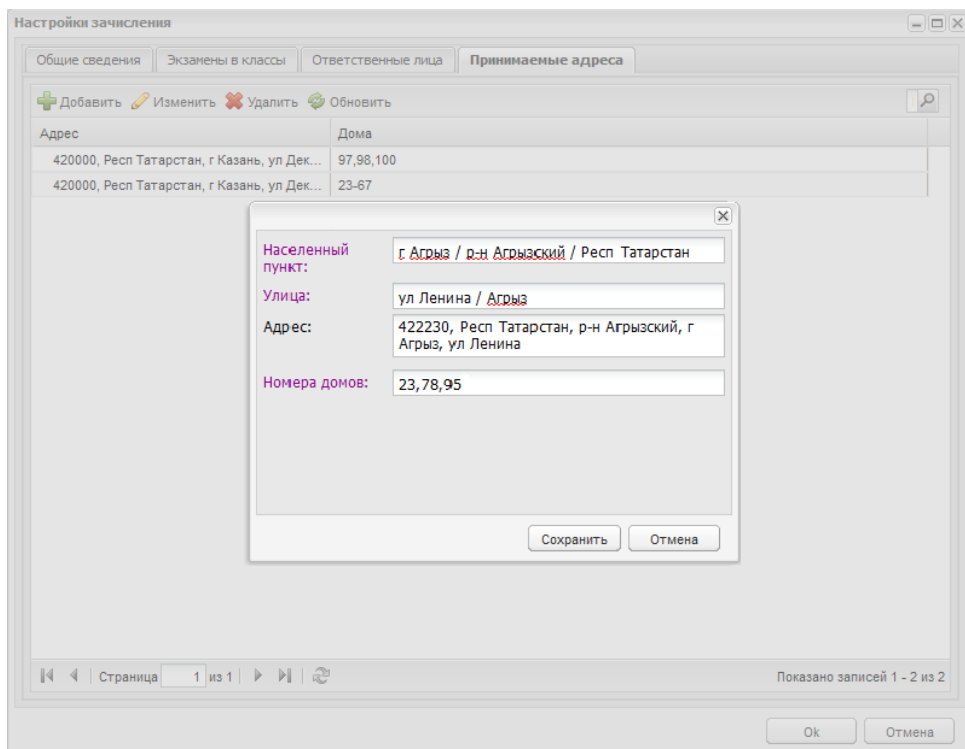 Настройки зачисления
Общие сведения Экзамены в классы Ответственные лица Принимаемые адреса
Добавить Изменить Удалить Обновить
Адрес Дома
420000, Респ Татарстан, г Казань, ул Дек... 97,98,100
420000, Респ Татарстан, г Казань, ул Дек... 23-67
Населенный
пункт:
г Агрыз / р-н Агрызский / Респ Татарстан
Улица: ул Ленина / Агрыз
Адрес: 422230, Респ Татарстан, р-н Агрызский, г
Агрыз, ул Ленина
Номера домов: 23,78,95
Сохранить Отмена
Страница 1 из 1 Показано записей 1 - 2 из 2
Ok Отмена